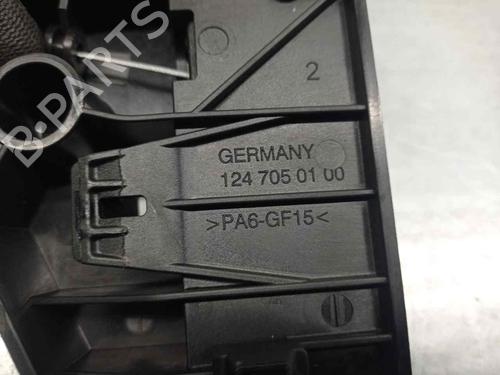 B-PARTS
2
GERMANY
124 705 01 00
>PA6-GF15<